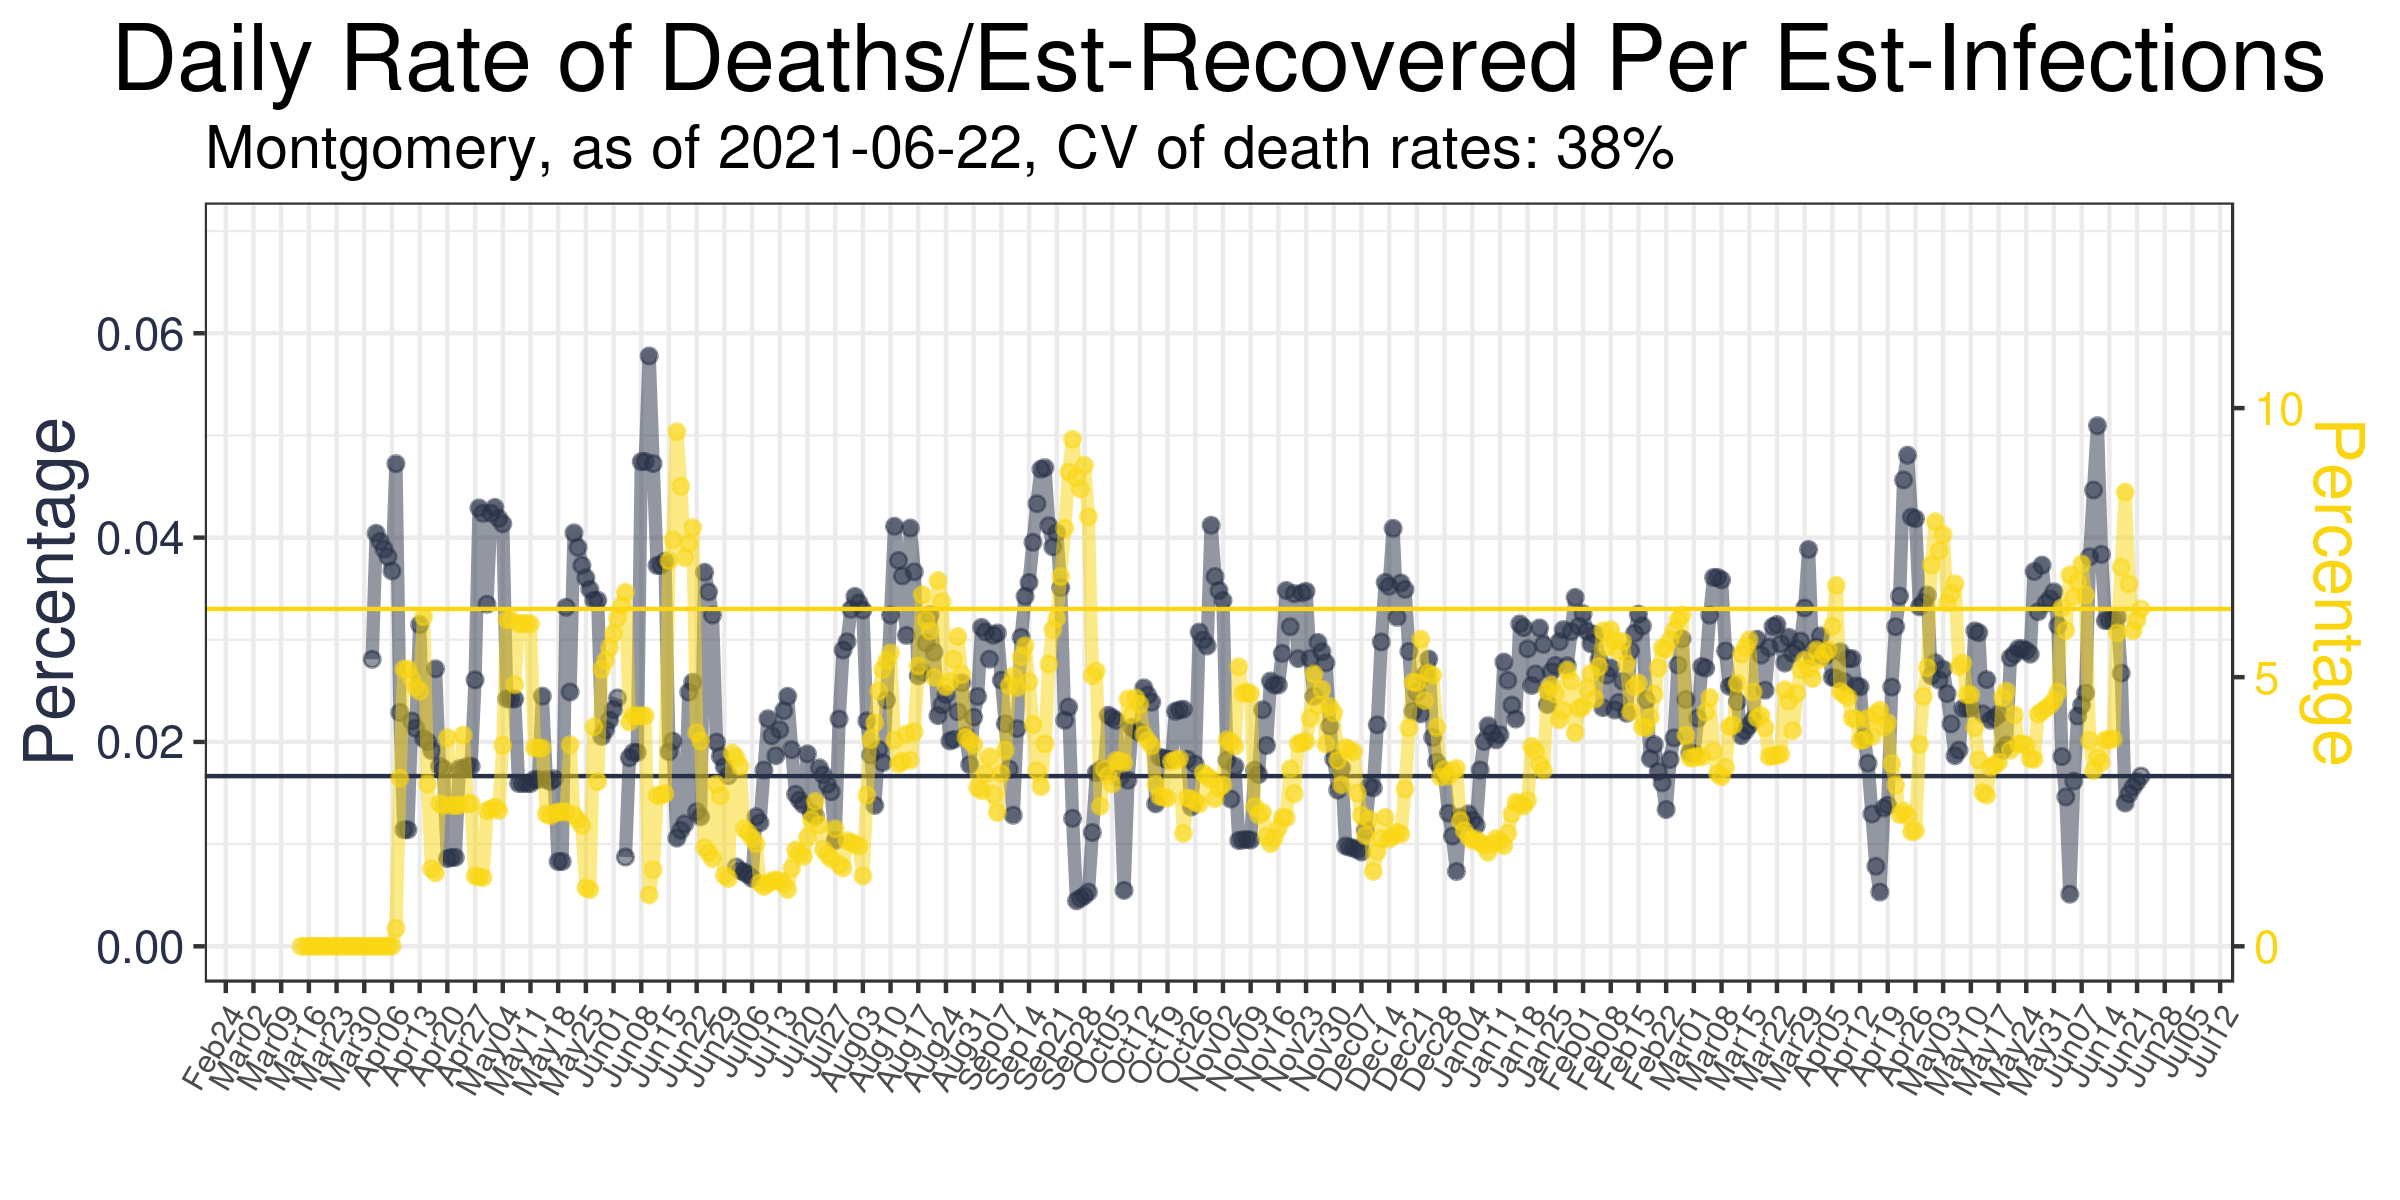 Daily Rate of Deaths/Est-Recovered Per Est-Infections
Montgomery, as of 2021-06-22, CV of death rates: 38%
Percentage
0.06
0.04
0.02
0.00
10
5
0
Percentage
Feb24
Mar02
Mar09
Mar16
Mar23
Mar30
Apr06
Apr13
Apr20
Apr27
May04
May11
May18
May25
Jun01
Jun08
Jun15
Jun22
Jun29
Jul06
Jul13
Jul20
Jul27
Aug03
Aug10
Aug17
Aug24
Aug31
Sep07
Sep14
Sep21
Sep28
Oct05
Oct12
Oct19
Oct26
Nov02
Nov09
Nov16
Nov23
Nov30
Dec07
Dec14
Dec21
Dec28
Jan04
Jan11
Jan18
Jan25
Feb01
Feb08
Feb15
Feb22
Mar01
Mar08
Mar15
Mar22
Mar29
Apr05
Apr12
Apr19
Apr26
May03
May10
May17
May24
May31
Jun07
Jun14
Jun21
Jun28
Jul05
Jul12